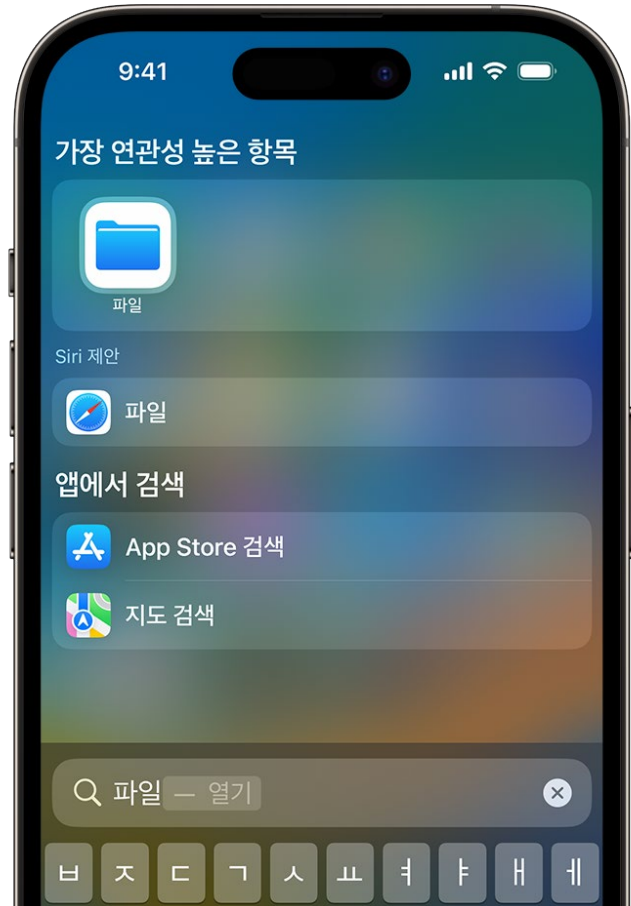 9:41
가장 연관성 높은 항목
파일
Siri 제안
파일
앱에서 검색
App Store 검색
지도 검색
파일 — 열기
ㅂ ㅈ ㄷ ㄱ ㅅ ㅛ ㅕ ㅑ ㅐ ㅔ